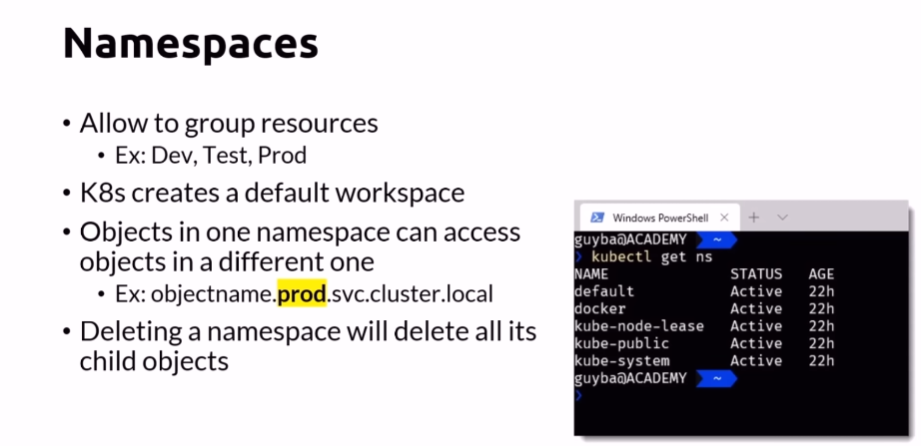 Namespaces
• Allow to group resources
• Ex: Dev, Test, Prod
• K8s creates a default workspace
• Objects in one namespace can access
objects in a different one
• Ex: objectname.prod.svc.cluster.local
• Deleting a namespace will delete all its
child objects
Windows PowerShell
guyba@ACADEMY ~
❯ kubectl get ns
NAME STATUS AGE
default Active 22h
docker Active 22h
kube-node-lease Active 22h
kube-public Active 22h
kube-system Active 22h
guyba@ACADEMY ~
❯